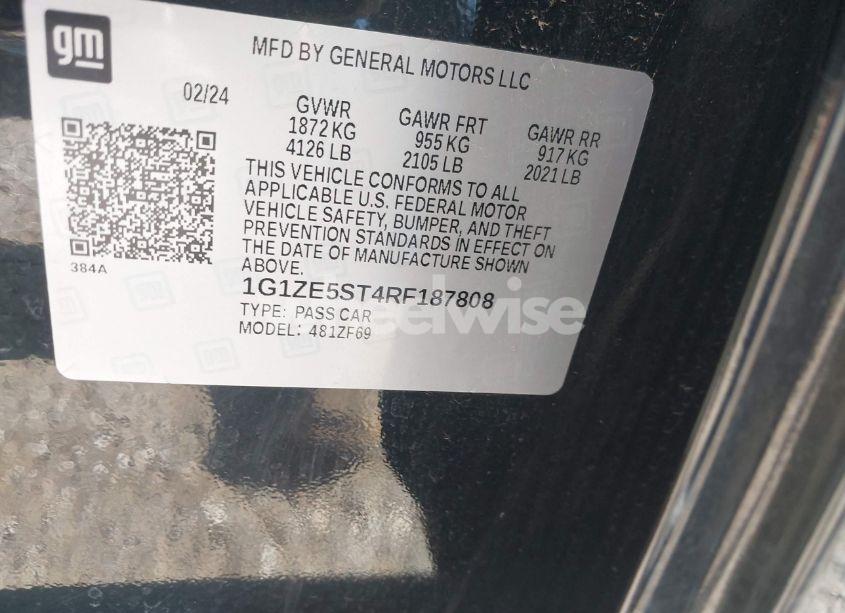 gm
MFD BY GENERAL MOTORS LLC
02/24
GVWR
1872 KG
4126 LB
GAWR FRT
955 KG
2105 LB
GAWR RR
917 KG
2021 LB
THIS VEHICLE CONFORMS TO ALL
APPLICABLE U.S. FEDERAL MOTOR
VEHICLE SAFETY, BUMPER, AND THEFT
PREVENTION STANDARDS IN EFFECT ON
THE DATE OF MANUFACTURE SHOWN
ABOVE.
384A
1G1ZE5ST4RF187808
TYPE: PASS CAR
MODEL: 481ZF69